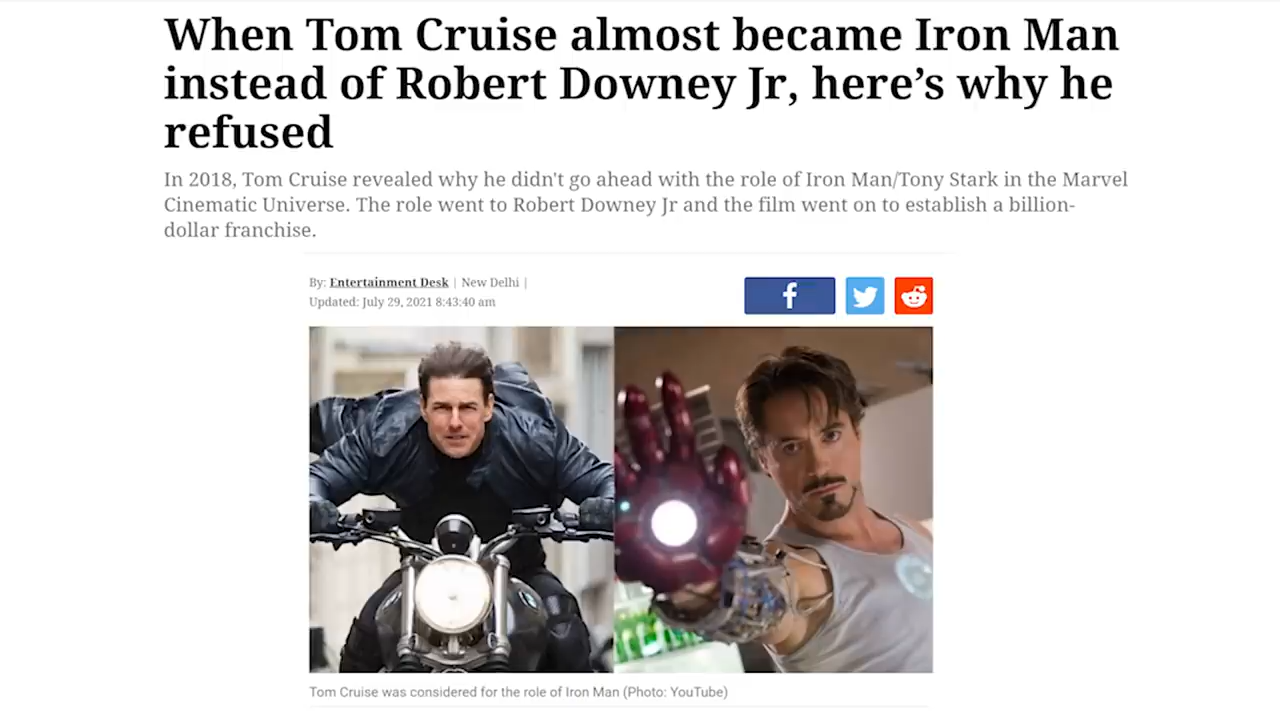 When Tom Cruise almost became Iron Man
instead of Robert Downey Jr, here’s why he
refused
In 2018, Tom Cruise revealed why he didn't go ahead with the role of Iron Man/Tony Stark in the Marvel
Cinematic Universe. The role went to Robert Downey Jr and the film went on to establish a billion-
dollar franchise.
By: Entertainment Desk | New Delhi |
Updated: July 29, 2021 8:43:40 am
Tom Cruise was considered for the role of Iron Man (Photo: YouTube)